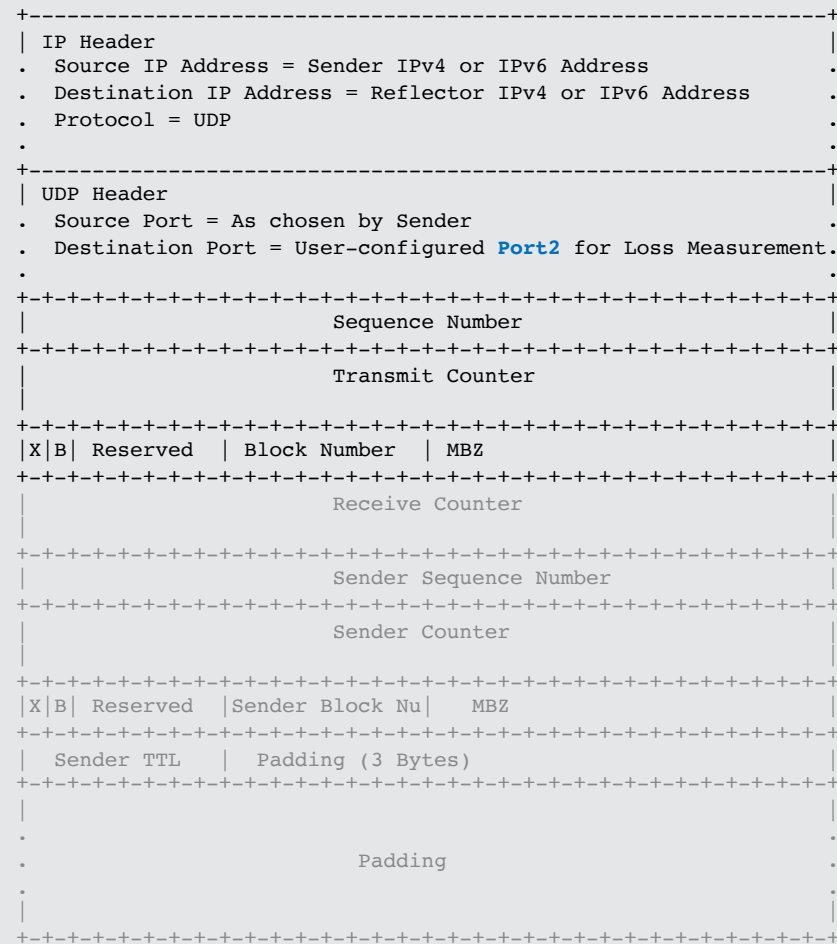 +---------------------------------------------------------------+
| IP Header |
. Source IP Address = Sender IPv4 or IPv6 Address .
. Destination IP Address = Reflector IPv4 or IPv6 Address .
. Protocol = UDP .
. .
+---------------------------------------------------------------+
| UDP Header |
. Source Port = As chosen by Sender .
. Destination Port = User-configured Port2 for Loss Measurement.
. .
+-+-+-+-+-+-+-+-+-+-+-+-+-+-+-+-+-+-+-+-+-+-+-+-+-+-+-+-+-+-+-+-+
| Sequence Number |
+-+-+-+-+-+-+-+-+-+-+-+-+-+-+-+-+-+-+-+-+-+-+-+-+-+-+-+-+-+-+-+-+
| Transmit Counter |
| |
+-+-+-+-+-+-+-+-+-+-+-+-+-+-+-+-+-+-+-+-+-+-+-+-+-+-+-+-+-+-+-+-+
|X|B| Reserved | Block Number | MBZ |
+-+-+-+-+-+-+-+-+-+-+-+-+-+-+-+-+-+-+-+-+-+-+-+-+-+-+-+-+-+-+-+-+
| Receive Counter |
| |
+-+-+-+-+-+-+-+-+-+-+-+-+-+-+-+-+-+-+-+-+-+-+-+-+-+-+-+-+-+-+-+-+
| Sender Sequence Number |
+-+-+-+-+-+-+-+-+-+-+-+-+-+-+-+-+-+-+-+-+-+-+-+-+-+-+-+-+-+-+-+-+
| Sender Counter |
| |
+-+-+-+-+-+-+-+-+-+-+-+-+-+-+-+-+-+-+-+-+-+-+-+-+-+-+-+-+-+-+-+-+
|X|B| Reserved |Sender Block Nu| MBZ |
+-+-+-+-+-+-+-+-+-+-+-+-+-+-+-+-+-+-+-+-+-+-+-+-+-+-+-+-+-+-+-+-+
| Sender TTL | Padding (3 Bytes) |
+-+-+-+-+-+-+-+-+-+-+-+-+-+-+-+-+-+-+-+-+-+-+-+-+-+-+-+-+-+-+-+-+
| |
. .
. Padding .
. .
| |
+-+-+-+-+-+-+-+-+-+-+-+-+-+-+-+-+-+-+-+-+-+-+-+-+-+-+-+-+-+-+-+-+